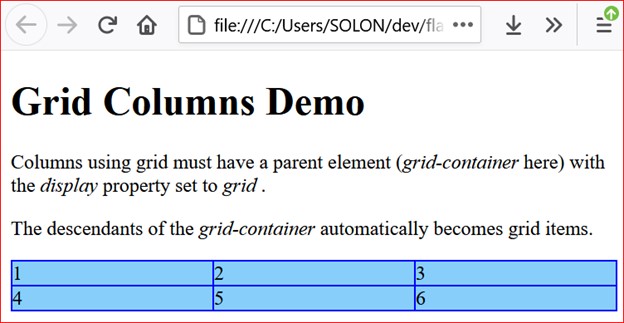 file:///C:/Users/SOLON/dev/fla
Grid Columns Demo
Columns using grid must have a parent element (grid-container here) with
the display property set to grid .
The descendants of the grid-container automatically becomes grid items.
1 2 3
4 5 6